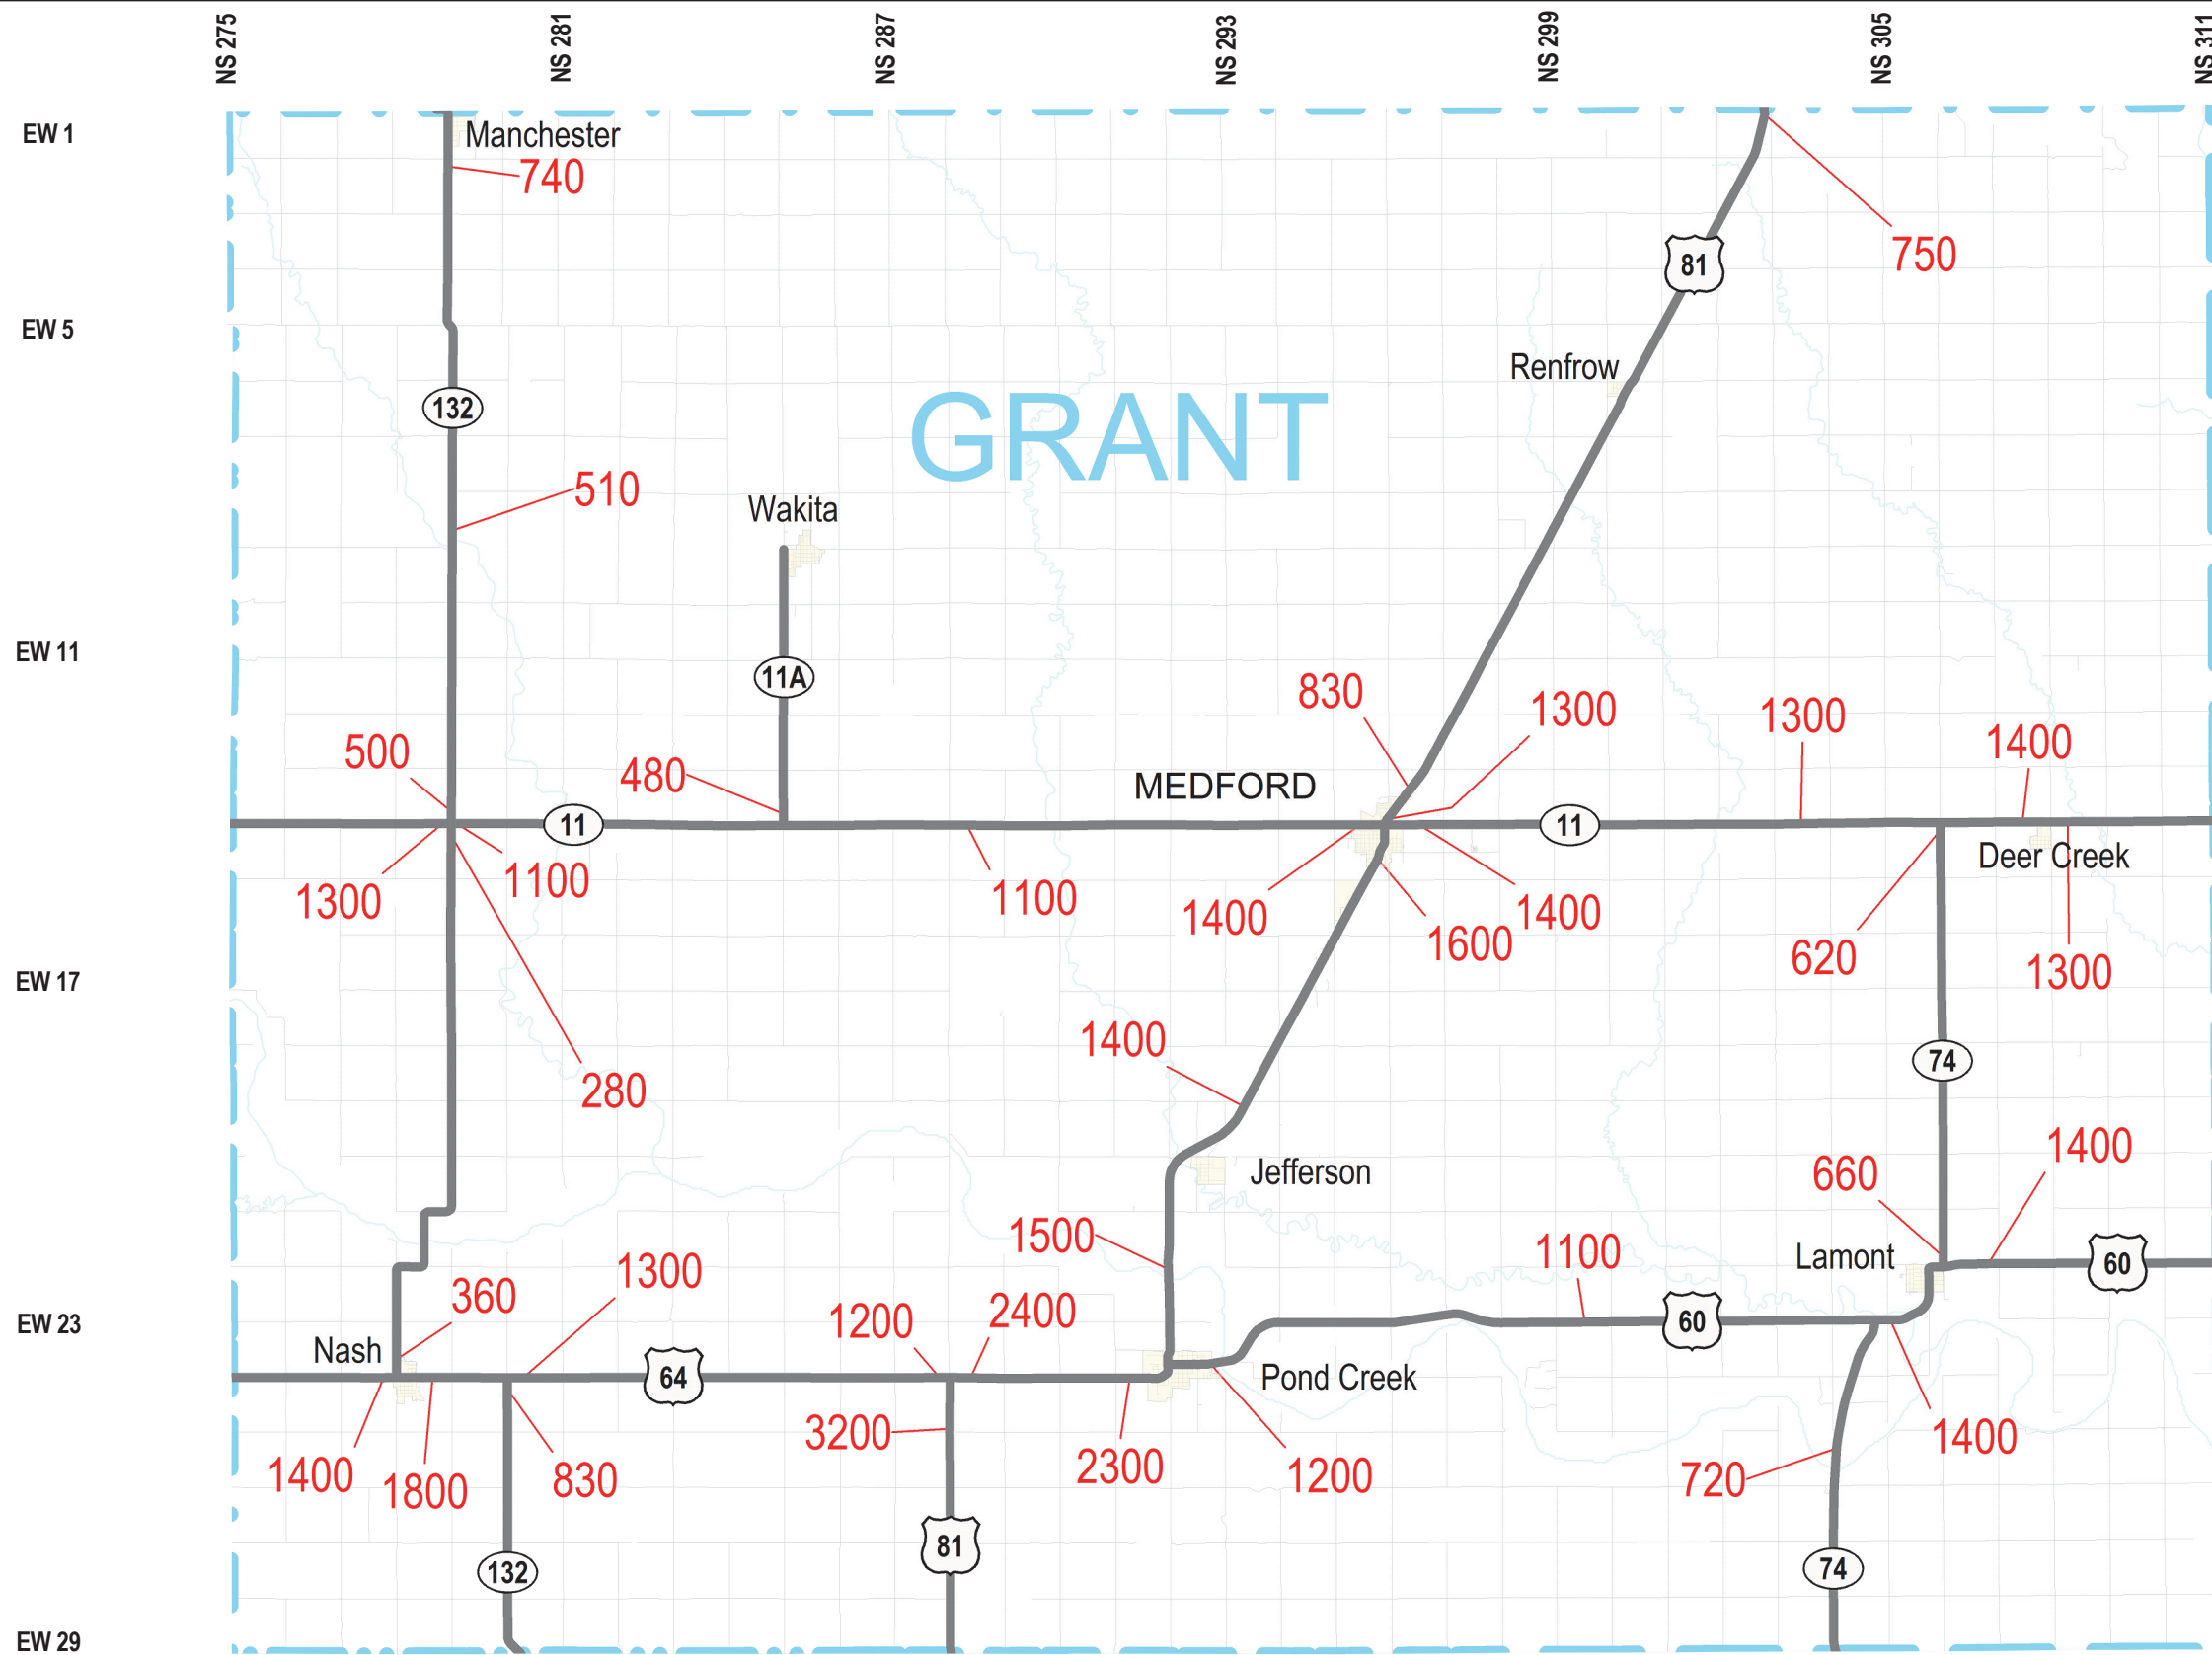 NS 275
NS 281
NS 287
NS 293
NS 299
NS 305
NS 311
EW 1
Manchester
740
750
81
EW 5
Renfrow
132
GRANT
510
Wakita
EW 11
11A
830
1300
1300
1400
500
480
MEDFORD
11
11
Deer Creek
1300
1100
1100
1400
1400
1600
620
1300
EW 17
1400
74
280
1400
660
Jefferson
1500
1100
Lamont
60
360
1300
1200
2400
EW 23
60
Nash
64
Pond Creek
3200
1400
1800
830
2300
1200
720
1400
81
132
74
EW 29